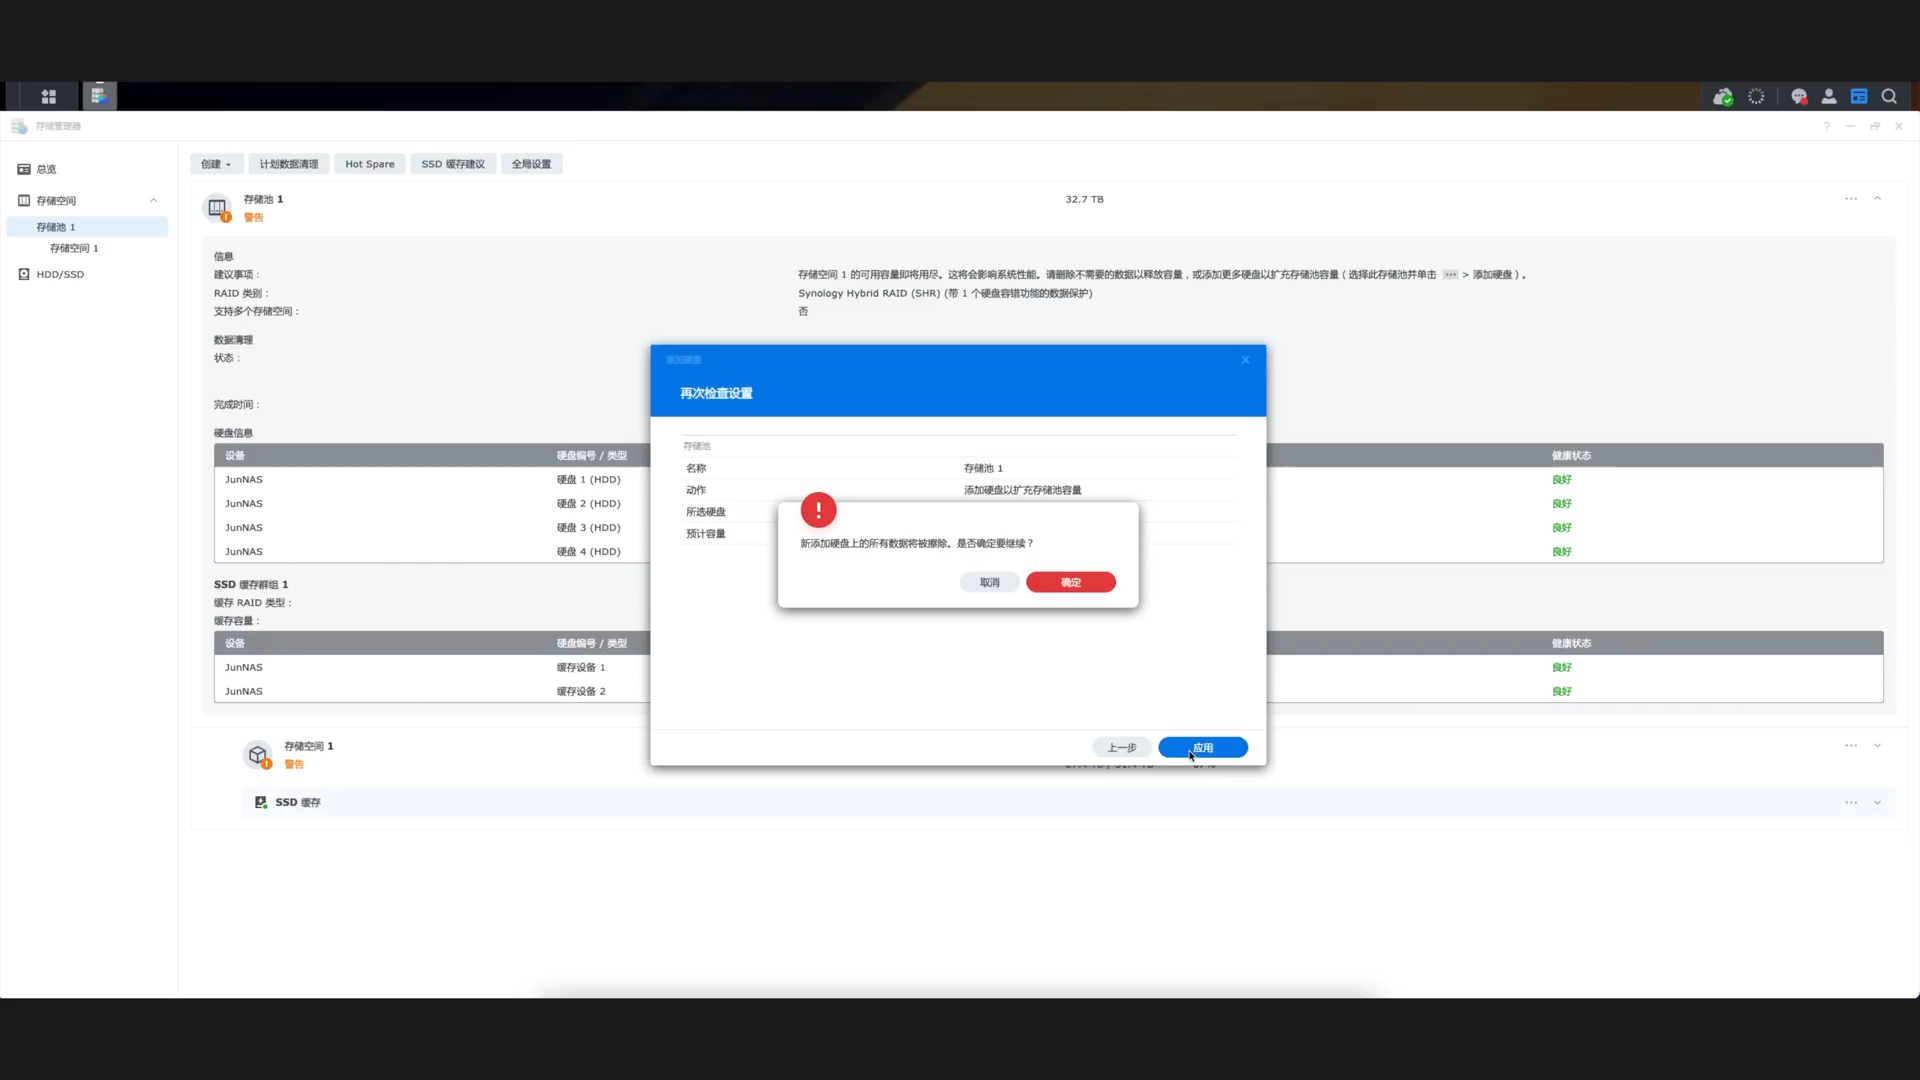 存储管理器
总览
存储空间
存储池 1
存储空间 1
HDD/SSD
创建
计划数据清理
Hot Spare
SSD 缓存建议
全局设置
存储池 1
警告
32.7 TB
信息
建议事项：
存储空间 1 的可用容量即将用尽。这将会影响系统性能。请删除不需要的数据以释放容量，或添加更多硬盘以扩充存储池容量（选择此存储池并单击 ••• > 添加硬盘）。
RAID 类别：
Synology Hybrid RAID (SHR) (带 1 个硬盘容错功能的数据保护)
支持多个存储空间：
否
数据清理
状态：
完成时间：
硬盘信息
设备 硬盘编号 / 类型 健康状态
JunNAS 硬盘 1 (HDD) 良好
JunNAS 硬盘 2 (HDD) 良好
JunNAS 硬盘 3 (HDD) 良好
JunNAS 硬盘 4 (HDD) 良好
SSD 缓存群组 1
缓存 RAID 类型：
缓存容量：
设备 硬盘编号 / 类型 健康状态
JunNAS 缓存设备 1 良好
JunNAS 缓存设备 2 良好
存储空间 1
警告
SSD 缓存
添加硬盘
再次检查设置
存储池
名称 存储池 1
动作 添加硬盘以扩充存储池容量
所选硬盘
预计容量
新添加硬盘上的所有数据将被擦除。是否确定要继续？
取消
确定
上一步
应用